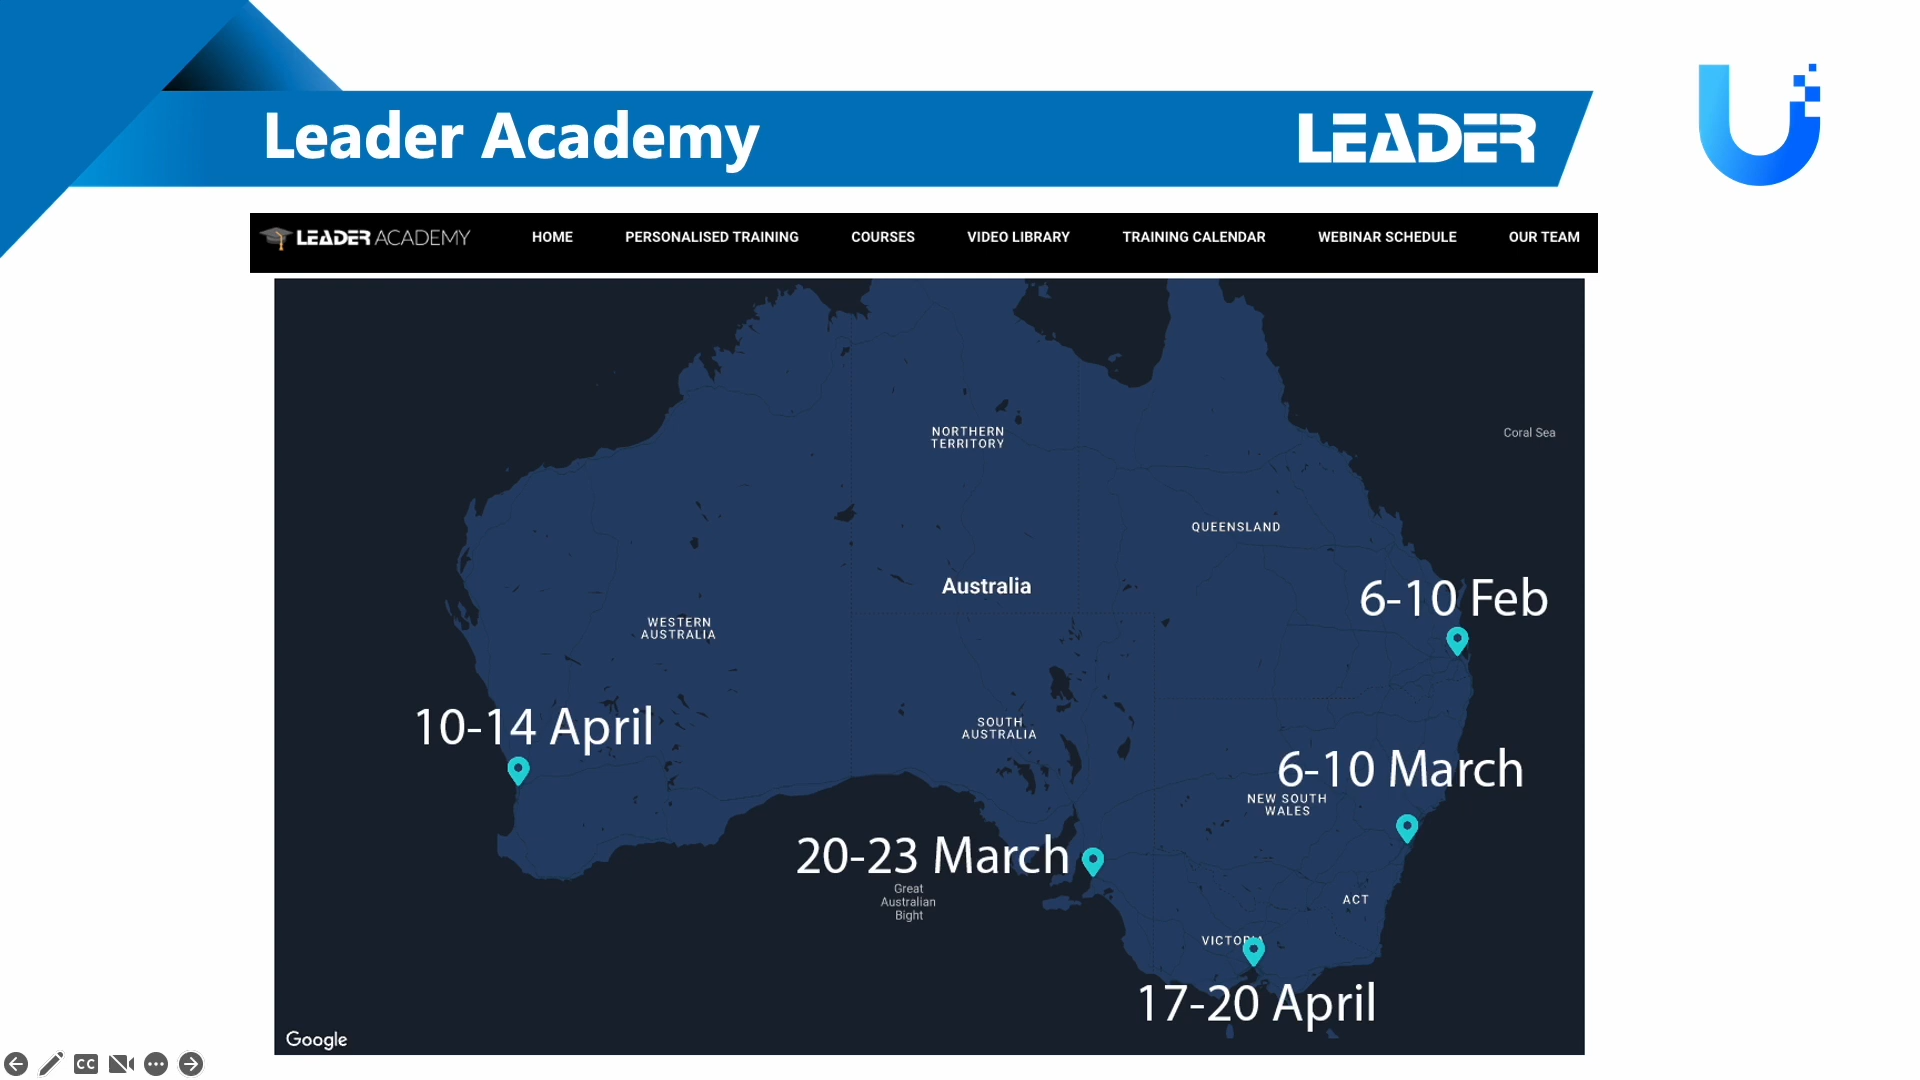 Leader Academy
LEADER
LEADER ACADEMY
HOME
PERSONALISED TRAINING
COURSES
VIDEO LIBRARY
TRAINING CALENDAR
WEBINAR SCHEDULE
OUR TEAM
NORTHERN
TERRITORY
Coral Sea
QUEENSLAND
Australia
6-10 Feb
WESTERN
AUSTRALIA
10-14 April
SOUTH
AUSTRALIA
6-10 March
NEW SOUTH
WALES
20-23 March
Great
Australian
Bight
ACT
VICTORIA
17-20 April
Google
CC